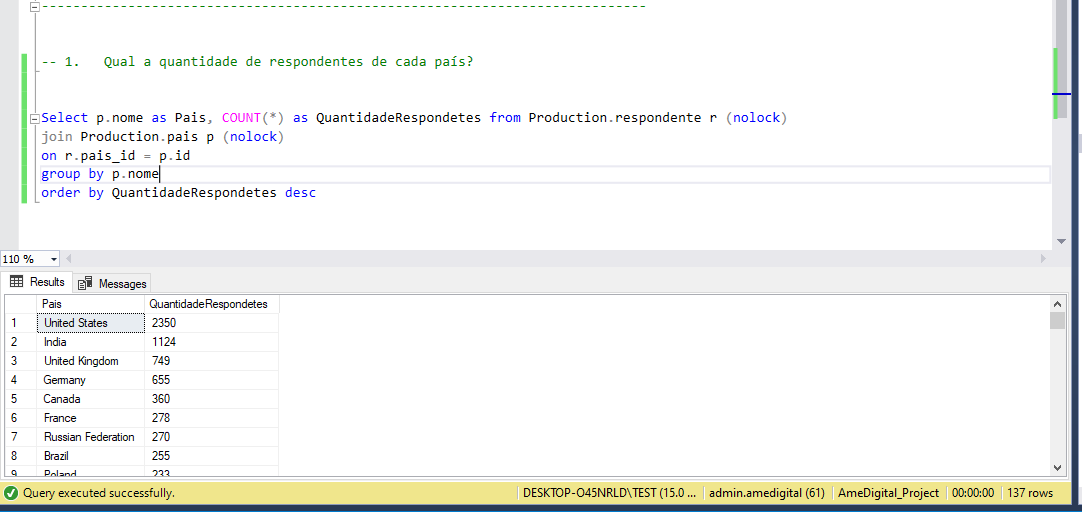 -- 1. Qual a quantidade de respondentes de cada país?
Select p.nome as Pais, COUNT(*) as QuantidadeRespondetes from Production.respondente r (nolock)
join Production.pais p (nolock)
on r.pais_id = p.id
group by p.nome
order by QuantidadeRespondetes desc
110 %
Results Messages
Pais QuantidadeRespondetes
1 United States 2350
2 India 1124
3 United Kingdom 749
4 Germany 655
5 Canada 360
6 France 278
7 Russian Federation 270
8 Brazil 255
9 Poland 233
Query executed successfully. DESKTOP-O45NRLD\TEST (15.0 ... admin.amedigital (61) AmeDigital_Project 00:00:00 137 rows